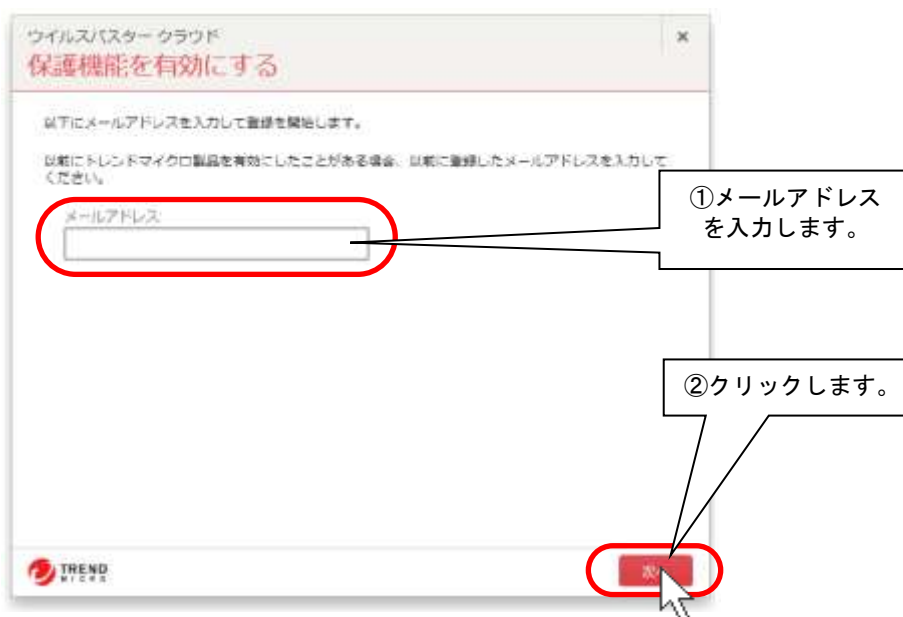 ウイルスバスター クラウド
×
保護機能を有効にする
以下にメールアドレスを入力して登録を開始します。
以前にトレンドマイクロ製品を有効にしたことがある場合、以前に登録したメールアドレスを入力して
ください。
メールアドレス
①メールアドレス
を入力します。
②クリックします。
TREND
MICRO
次